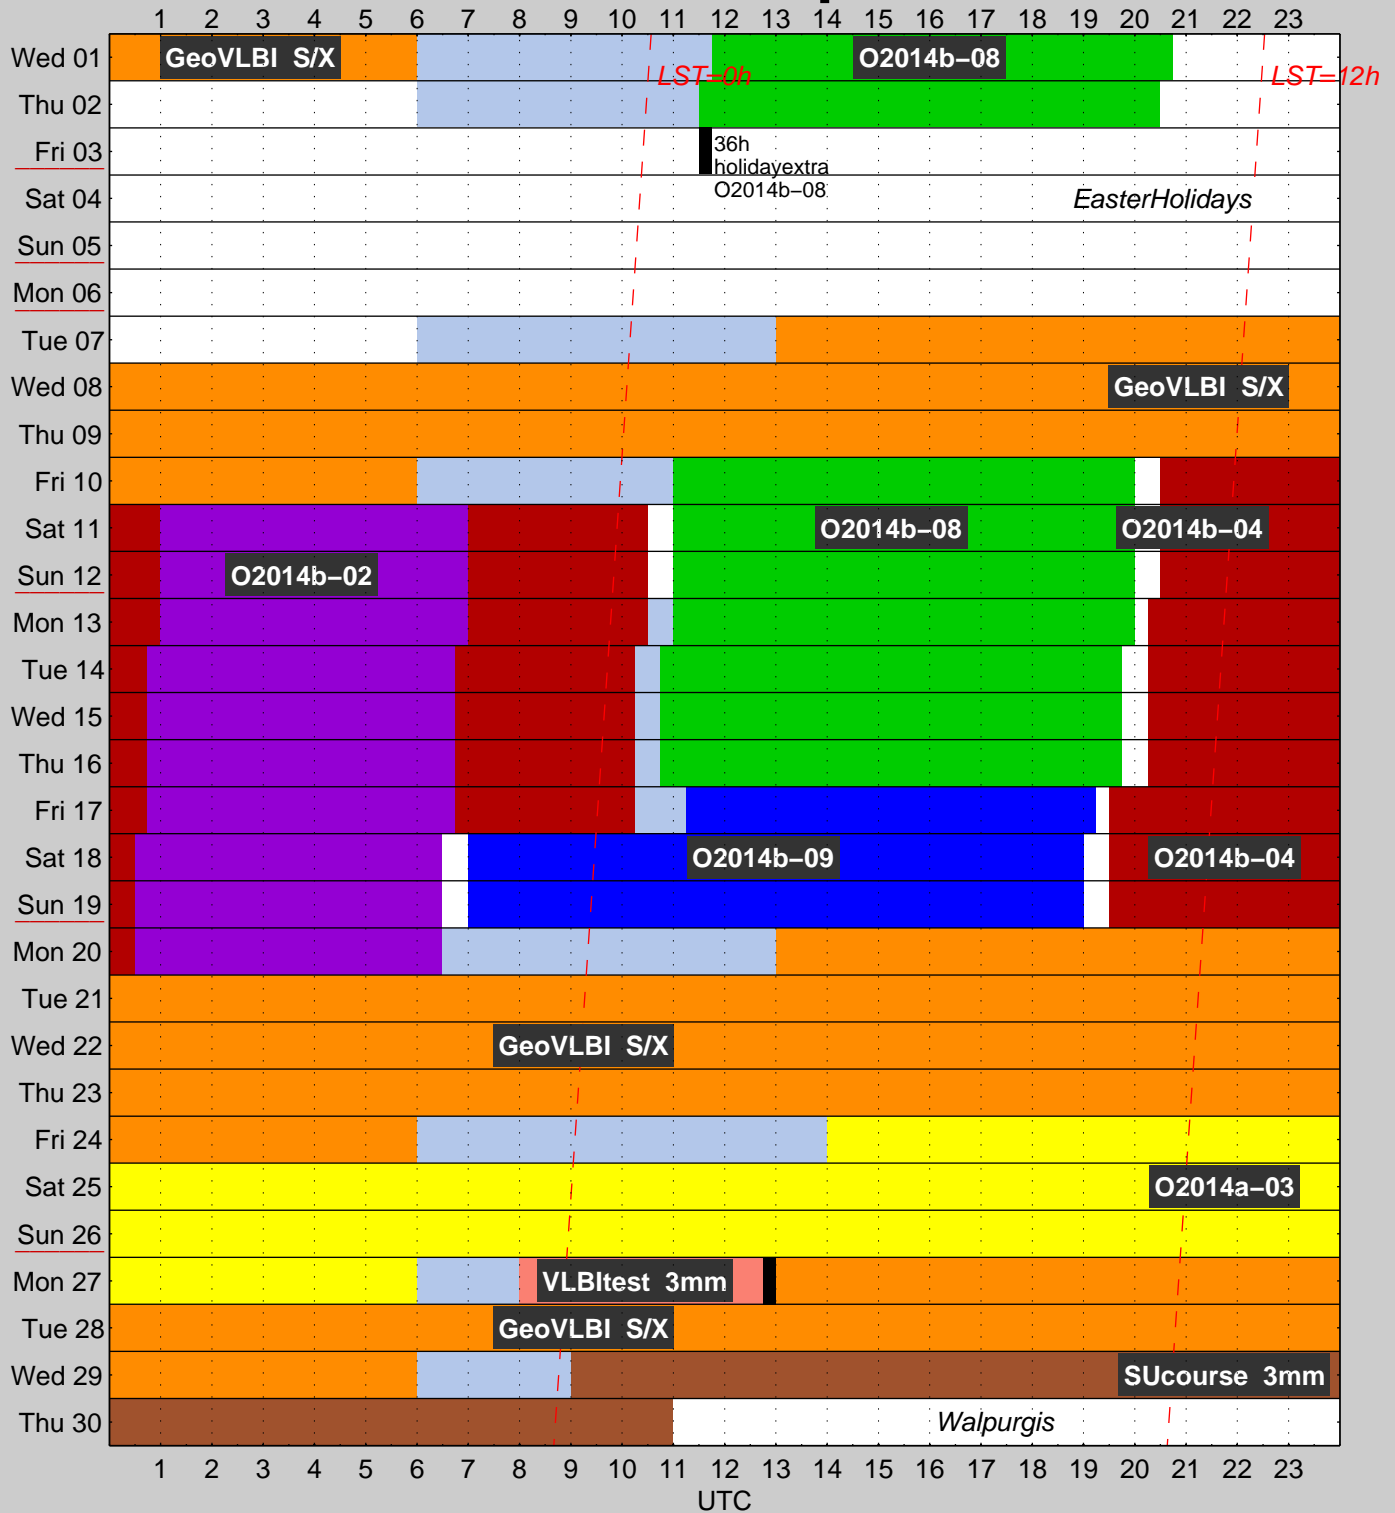 1 2 3 4 5 6 7 8 9 10 11 12 13 14 15 16 17 18 19 20 21 22 23
Wed 01 GeoVLBI S/X O2014b−08
LST=0h LST=12h
Thu 02
Fri 03 36h
holidayextra
Sat 04 O2014b−08 EasterHolidays
Sun 05
Mon 06
Tue 07
Wed 08 GeoVLBI S/X
Thu 09
Fri 10
Sat 11 O2014b−08 O2014b−04
Sun 12 O2014b−02
Mon 13
Tue 14
Wed 15
Thu 16
Fri 17
Sat 18 O2014b−09 O2014b−04
Sun 19
Mon 20
Tue 21
Wed 22 GeoVLBI S/X
Thu 23
Fri 24
Sat 25 O2014a−03
Sun 26
Mon 27 VLBItest 3mm
Tue 28 GeoVLBI S/X
Wed 29 SUcourse 3mm
Thu 30 Walpurgis
1 2 3 4 5 6 7 8 9 10 11 12 13 14 15 16 17 18 19 20 21 22 23
UTC